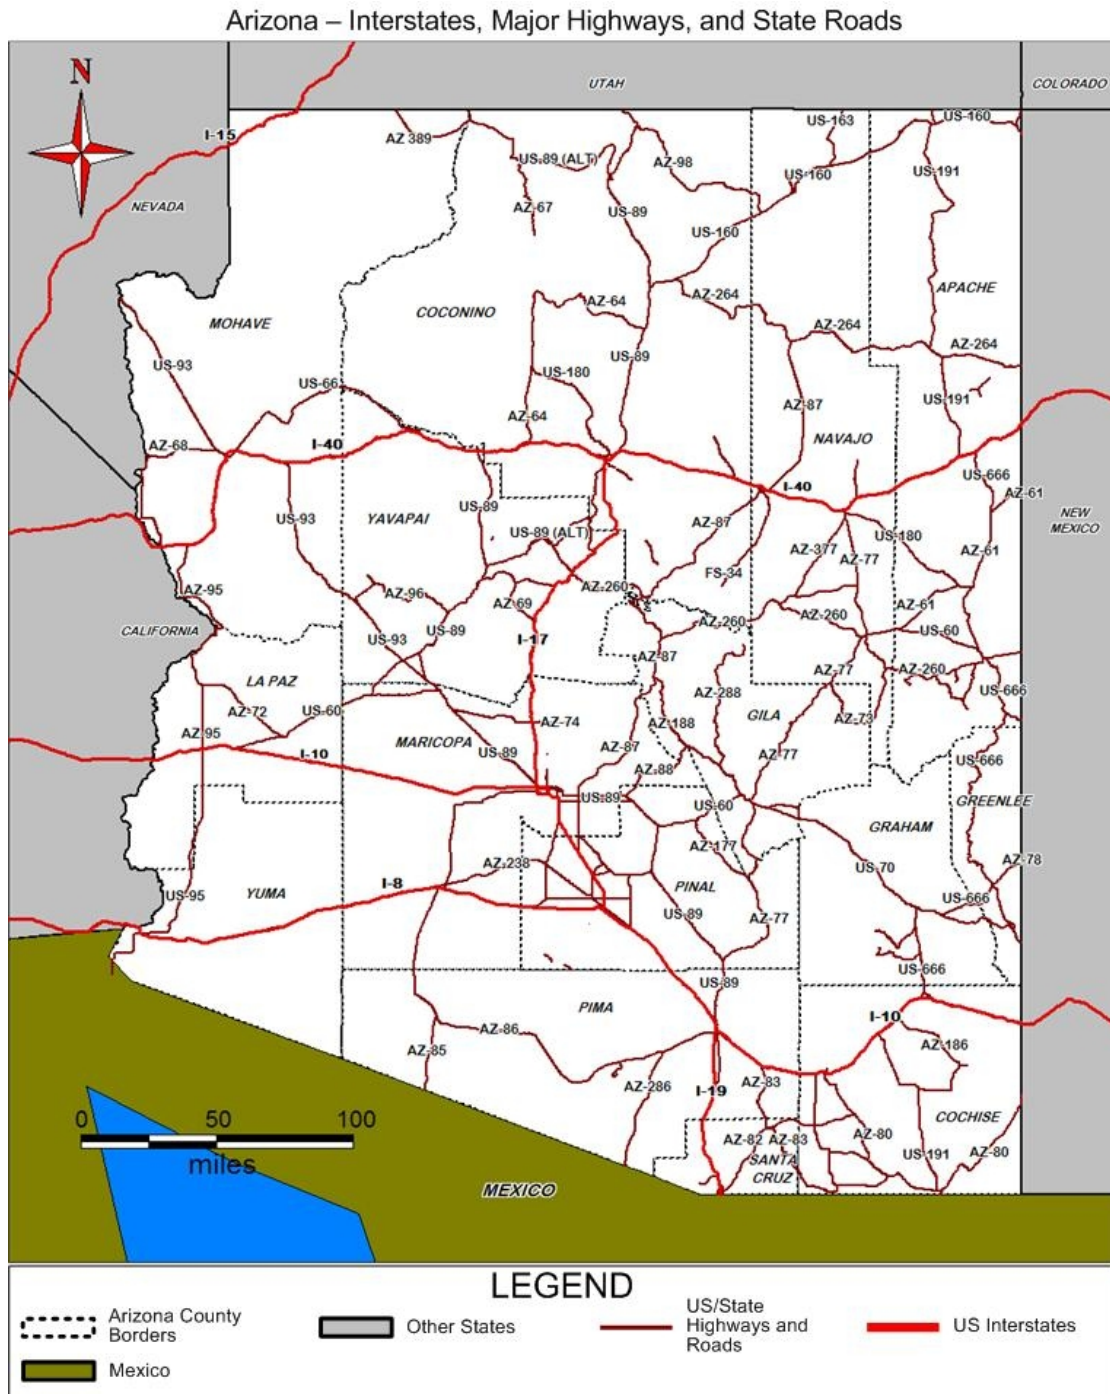 Arizona – Interstates, Major Highways, and State Roads
N
UTAH
COLORADO
I-15
AZ 389
US-163
US-160
US-89 (ALT)
AZ-98
US-160
US-191
NEVADA
AZ-67
US-89
US-160
APACHE
AZ-264
MOHAVE
COCONINO
AZ-64
AZ-264
AZ-264
US-93
US-89
US-180
US-66
US-191
AZ-87
AZ-64
AZ-68
I-40
NAVAJO
US-666
I-40
AZ-61
US-89
US-93
YAVAPAI
AZ-87
NEW
MEXICO
US-89 (ALT)
US-180
AZ-377
AZ-77
AZ-61
FS-34
AZ-260
AZ-95
AZ-96
AZ-69
AZ-61
AZ-260
AZ-260
CALIFORNIA
US-89
US-60
US-93
I-17
AZ-87
AZ-77
AZ-260
LA PAZ
US-666
AZ-288
AZ-72
US-60
GILA
AZ-73
AZ-74
AZ-188
AZ-95
MARICOPA
I-10
US-89
AZ-87
AZ-77
US-666
AZ-88
US-89
US-60
GREENLEE
GRAHAM
AZ-177
AZ-238
AZ-78
US-70
I-8
PINAL
US-95
YUMA
US-666
US-89
AZ-77
US-666
US-89
PIMA
I-10
AZ-86
AZ-186
AZ-85
AZ-83
AZ-286
I-19
COCHISE
0
50
100
AZ-82
AZ-83
AZ-80
miles
SANTA
CRUZ
US-191
AZ-80
MEXICO
LEGEND
Arizona County
Borders
Other States
US/State
Highways and
Roads
US Interstates
Mexico